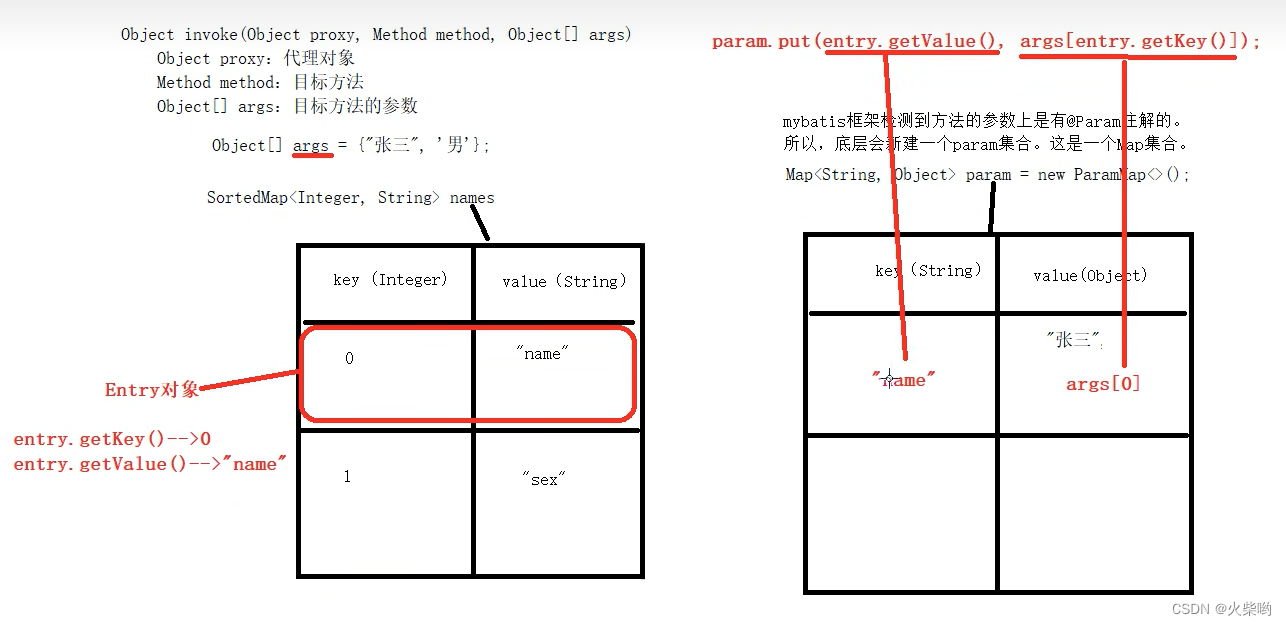 Object invoke(Object proxy, Method method, Object[] args)
Object proxy：代理对象
Method method：目标方法
Object[] args：目标方法的参数
Object[] args = {"张三", '男'};
SortedMap<Integer, String> names
key（Integer)
value（String)
0
"name"
Entry对象
entry.getKey()-->0
entry.getValue()-->"name"
1
"sex"
param.put(entry.getValue(), args[entry.getKey()]);
mybatis框架检测到方法的参数上是有@Param注解的。
所以，底层会新建一个param集合。这是一个Map集合。
Map<String, Object> param = new ParamMap<>();
key（String)
value(Object)
"张三";
"name"
args[0]
CSDN @火柴哟